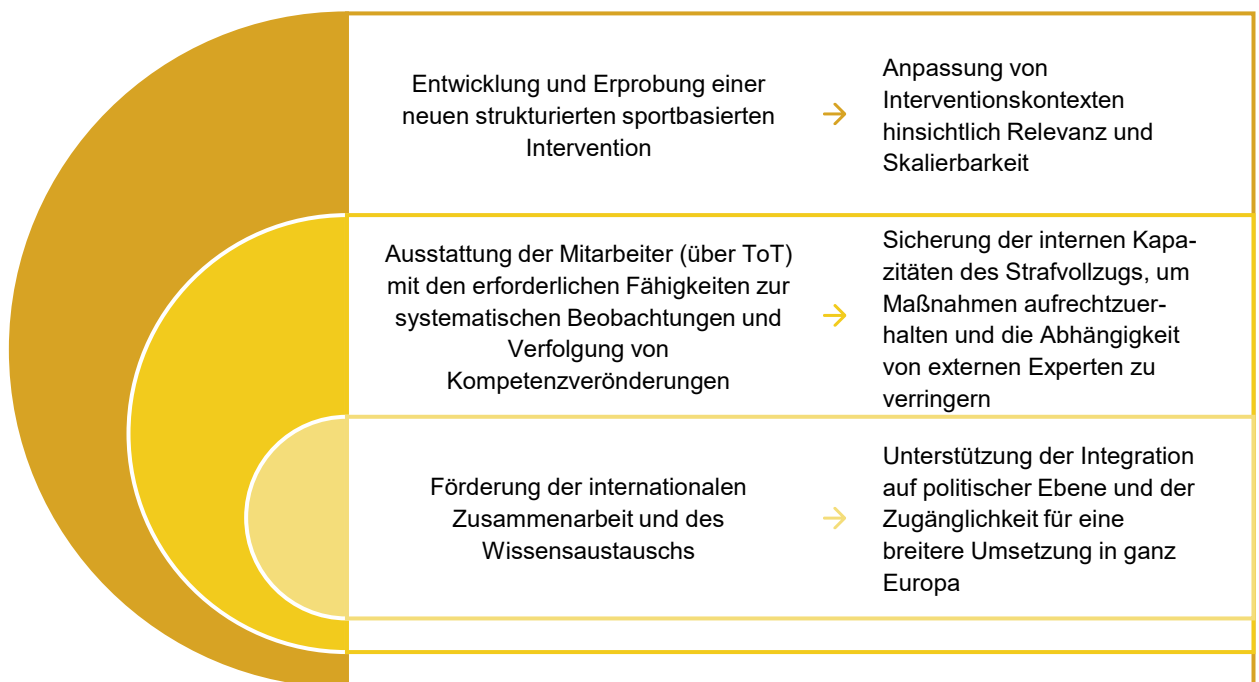 Entwicklung und Erprobung einer
neuen strukturierten sportbasierten
Intervention
Anpassung von
Interventionskontexten
hinsichtlich Relevanz und
Skalierbarkeit
Ausstattung der Mitarbeiter (über ToT)
mit den erforderlichen Fähigkeiten zur
systematischen Beobachtungen und
Verfolgung von
Kompetenzverönderungen
Sicherung der internen Kapa-
zitäten des Strafvollzugs, um
Maßnahmen aufrechtzuer-
halten und die Abhängigkeit
von externen Experten zu
verringern
Förderung der internationalen
Zusammenarbeit und des
Wissensaustauschs
Unterstützung der Integration
auf politischer Ebene und der
Zugänglichkeit für eine
breitere Umsetzung in ganz
Europa